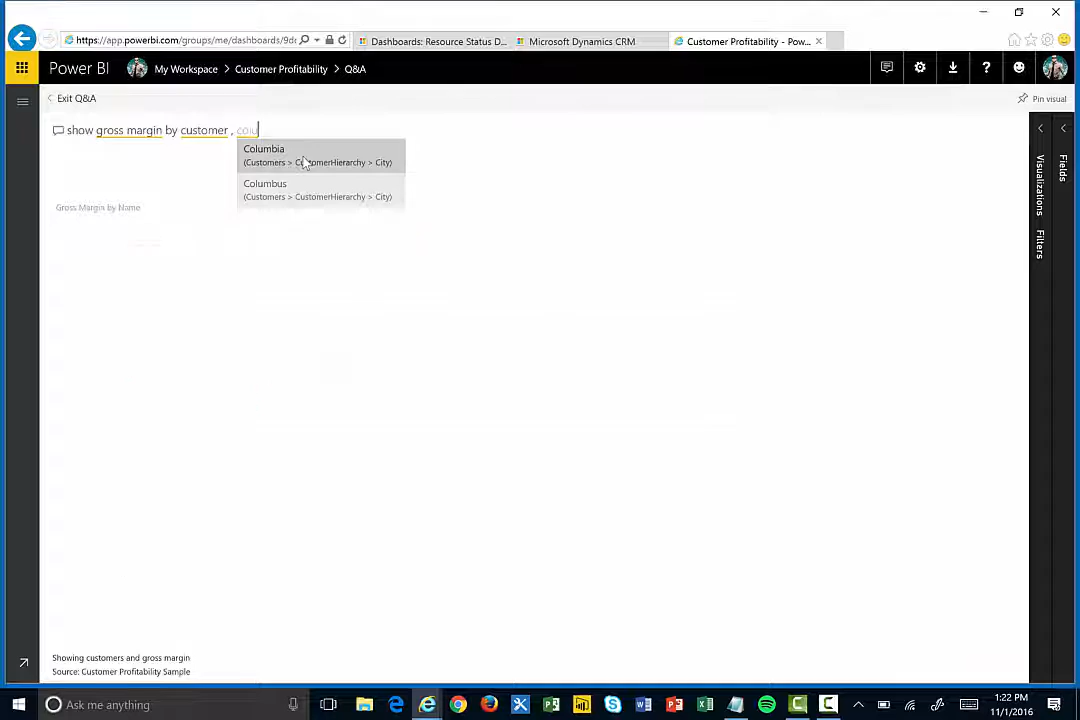 https://app.powerbi.com/groups/me/dashboards/9d
Dashboards: Resource Status D...
Microsoft Dynamics CRM
Customer Profitability - Pow...
Power BI
My Workspace > Customer Profitability > Q&A
Exit Q&A
Pin visual
show gross margin by customer , colu
Columbia
(Customers > CustomerHierarchy > City)
Columbus
(Customers > CustomerHierarchy > City)
Gross Margin by Name
Fields
Visualizations
Filters
Showing customers and gross margin
Source: Customer Profitability Sample
Ask me anything
1:22 PM
11/1/2016